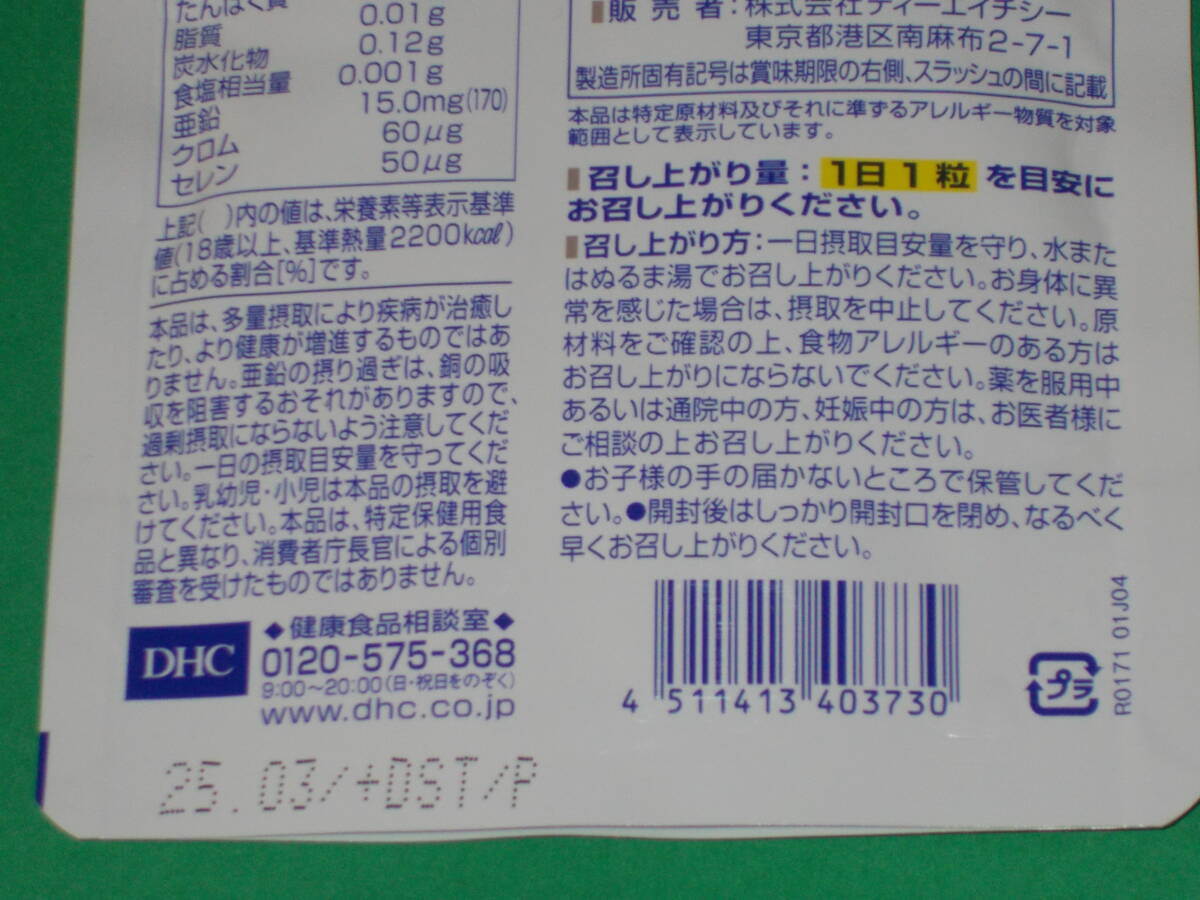 たんぱく質
0.01g
脂質
0.12g
炭水化物
0.001g
食塩相当量
15.0mg(170)
亜鉛
60μg
クロム
50μg
セレン
上記(　)内の値は、栄養素等表示基準
値(18歳以上、基準熱量2200kcal)
に占める割合[%]です。
本品は、多量摂取により疾病が治癒し
たり、より健康が増進するものではあ
りません。亜鉛の摂り過ぎは、銅の吸
収を阻害するおそれがありますので、
過剰摂取にならないよう注意してくだ
さい。一日の摂取目安量を守ってくだ
さい。乳幼児・小児は本品の摂取を避
けてください。本品は、特定保健用食
品と異なり、消費者庁長官による個別
審査を受けたものではありません。
DHC
◆健康食品相談室◆
0120-575-368
9:00～20:00(日・祝日をのぞく)
www.dhc.co.jp
販売者:株式会社ディーエイチシー
東京都港区南麻布2-7-1
製造所固有記号は賞味期限の右側、スラッシュの間に記載
本品は特定原材料及びそれに準ずるアレルギー物質を対象
範囲として表示しています。
召し上がり量:1日1粒を目安に
お召し上がりください。
召し上がり方:一日摂取目安量を守り、水また
はぬるま湯でお召し上がりください。お身体に異
常を感じた場合は、摂取を中止してください。原
材料をご確認の上、食物アレルギーのある方は
お召し上がりにならないでください。薬を服用中
あるいは通院中の方、妊娠中の方は、お医者様に
ご相談の上お召し上がりください。
●お子様の手の届かないところで保管してくだ
さい。●開封後はしっかり開封口を閉め、なるべく
早くお召し上がりください。
4 511413 403730
プラ
R0171 01J04
25.03/+DST/P